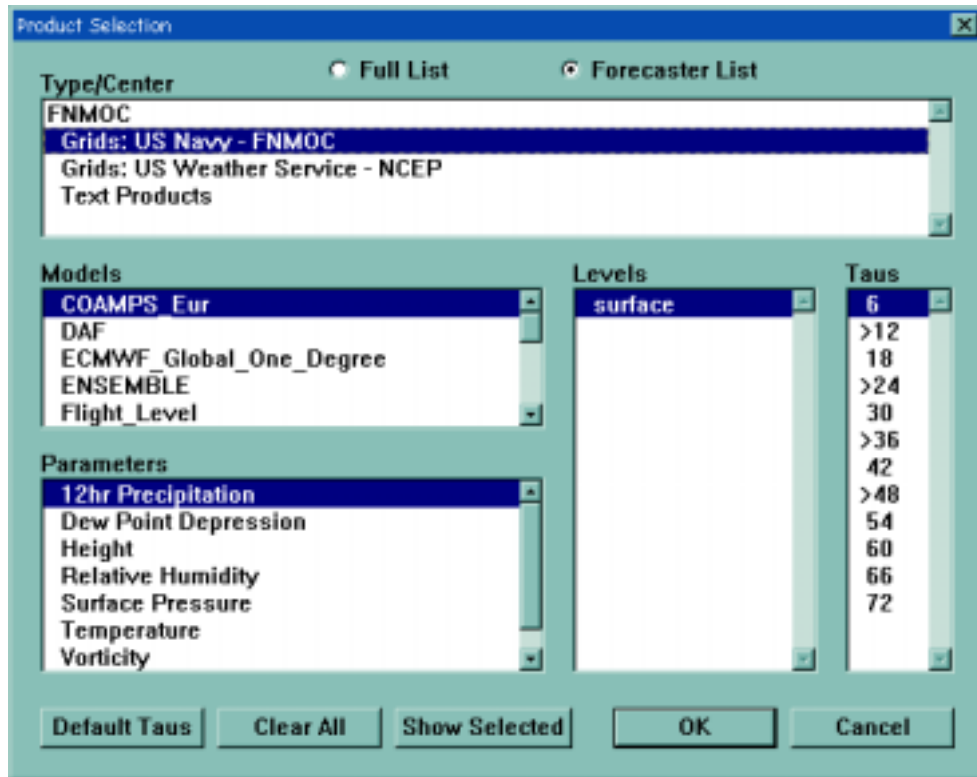 Product Selection
Full List
Forecaster List
Type/Center
FNMOC
Grids: US Navy - FNMOC
Grids: US Weather Service - NCEP
Text Products
Models
COAMPS_Eur
DAF
ECMWF_Global_One_Degree
ENSEMBLE
Flight_Level
Parameters
12hr Precipitation
Dew Point Depression
Height
Relative Humidity
Surface Pressure
Temperature
Vorticity
Levels
surface
Taus
6
>12
18
>24
30
>36
42
>48
54
60
66
72
Default Taus
Clear All
Show Selected
OK
Cancel